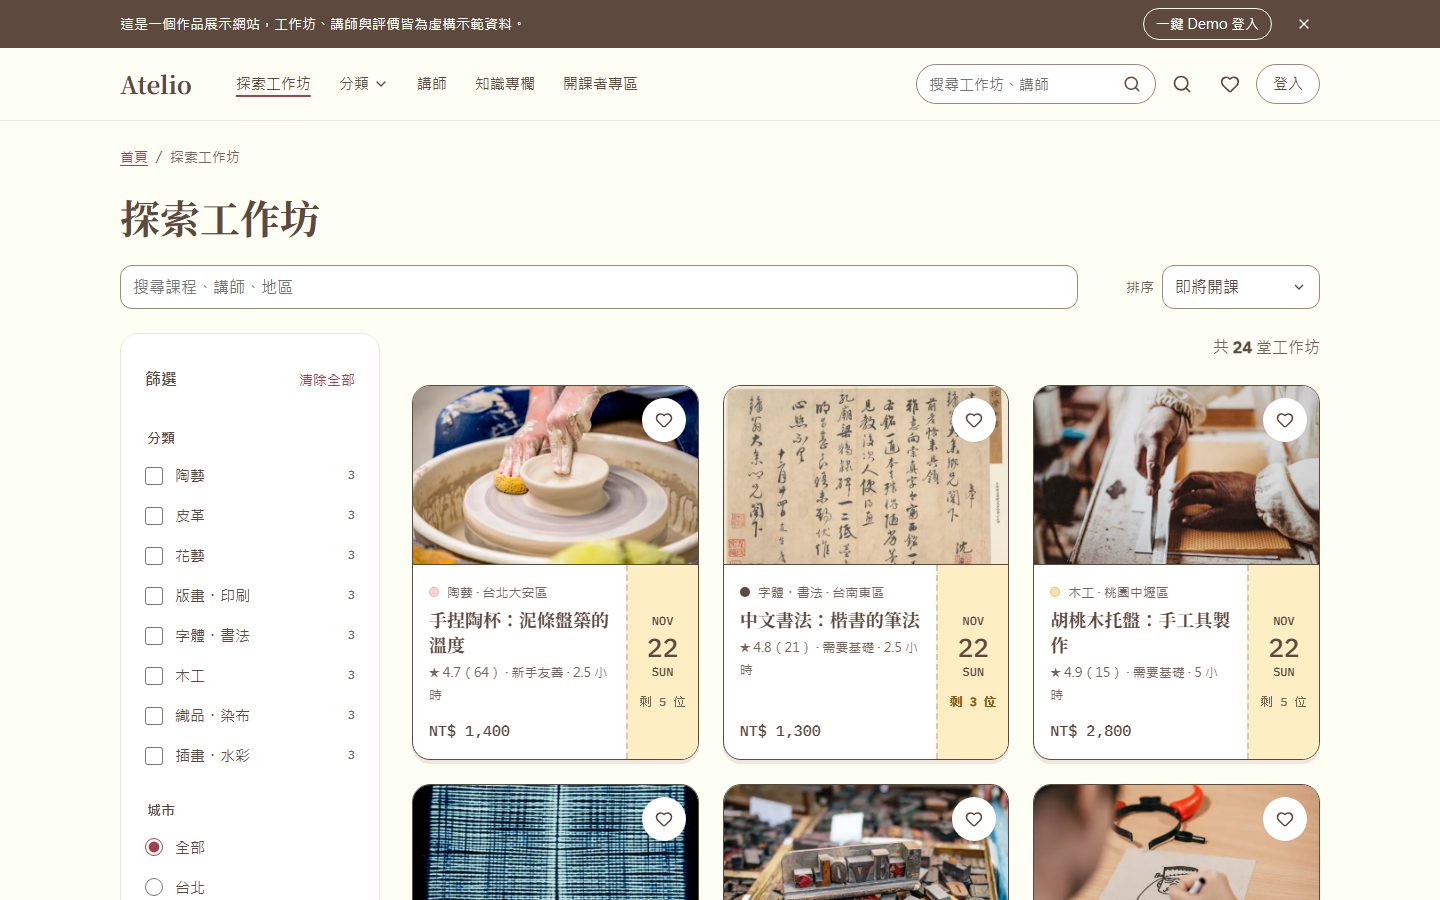 這是一個作品展示網站，工作坊、講師與評價皆為虛構示範資料。
一鍵 Demo 登入
Atelio
探索工作坊
分類
講師
知識專欄
開課者專區
搜尋工作坊、講師
登入
首頁 / 探索工作坊
探索工作坊
搜尋課程、講師、地區
排序
即將開課
篩選
清除全部
共 24 堂工作坊
分類
陶藝 3
皮革 3
花藝 3
版畫・印刷 3
字體・書法 3
木工 3
織品・染布 3
插畫・水彩 3
城市
全部
台北
陶藝 · 台北大安區
手捏陶杯：泥條盤築的
溫度
★ 4.7（64） · 新手友善 · 2.5 小
時
NT$ 1,400
NOV
22
SUN
剩 5 位
字體・書法 · 台南東區
中文書法：楷書的筆法
★ 4.8（21） · 需要基礎 · 2.5 小
時
NT$ 1,300
NOV
22
SUN
剩 3 位
木工 · 桃園中壢區
胡桃木托盤：手工具製
作
★ 4.9（15） · 需要基礎 · 5 小
時
NT$ 2,800
NOV
22
SUN
剩 5 位